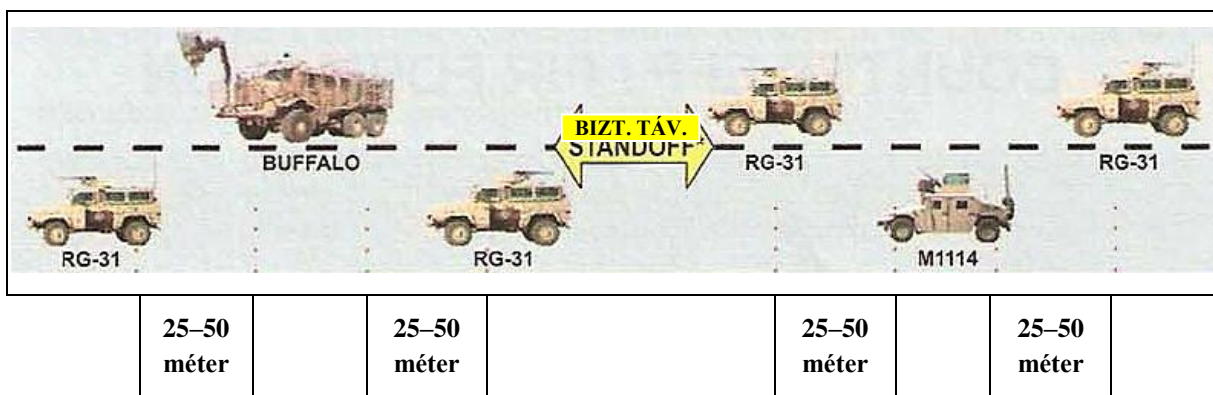 BIZT. TÁV.
STANDOFF
BUFFALO
RG-31
RG-31
RG-31
RG-31
M1114
25–50
méter
25–50
méter
25–50
méter
25–50
méter